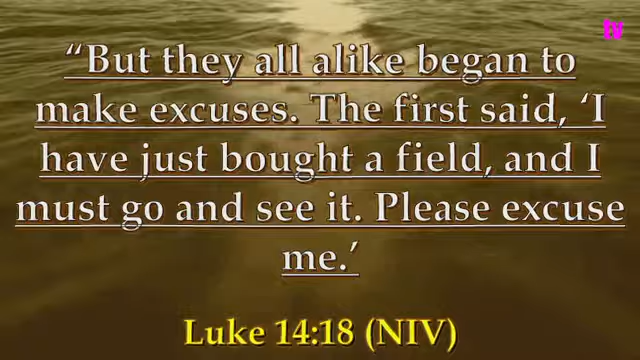 tv
“But they all alike began to
make excuses. The first said, ‘I
have just bought a field, and I
must go and see it. Please excuse
me.’
Luke 14:18 (NIV)